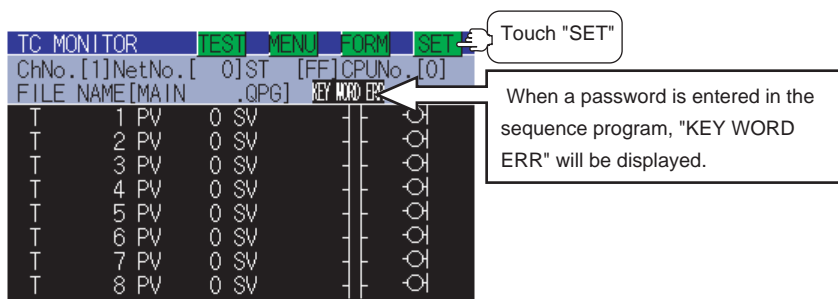 TC MONITOR TEST MENU FORM SET
Touch "SET"
ChNo.[1]NetNo.[ 0]ST [FF]CPUNo.[0]
FILE NAME[MAIN .QPG] KEY WORD ERR
When a password is entered in the
sequence program, "KEY WORD
ERR" will be displayed.
T 1 PV 0 SV
T 2 PV 0 SV
T 3 PV 0 SV
T 4 PV 0 SV
T 5 PV 0 SV
T 6 PV 0 SV
T 7 PV 0 SV
T 8 PV 0 SV